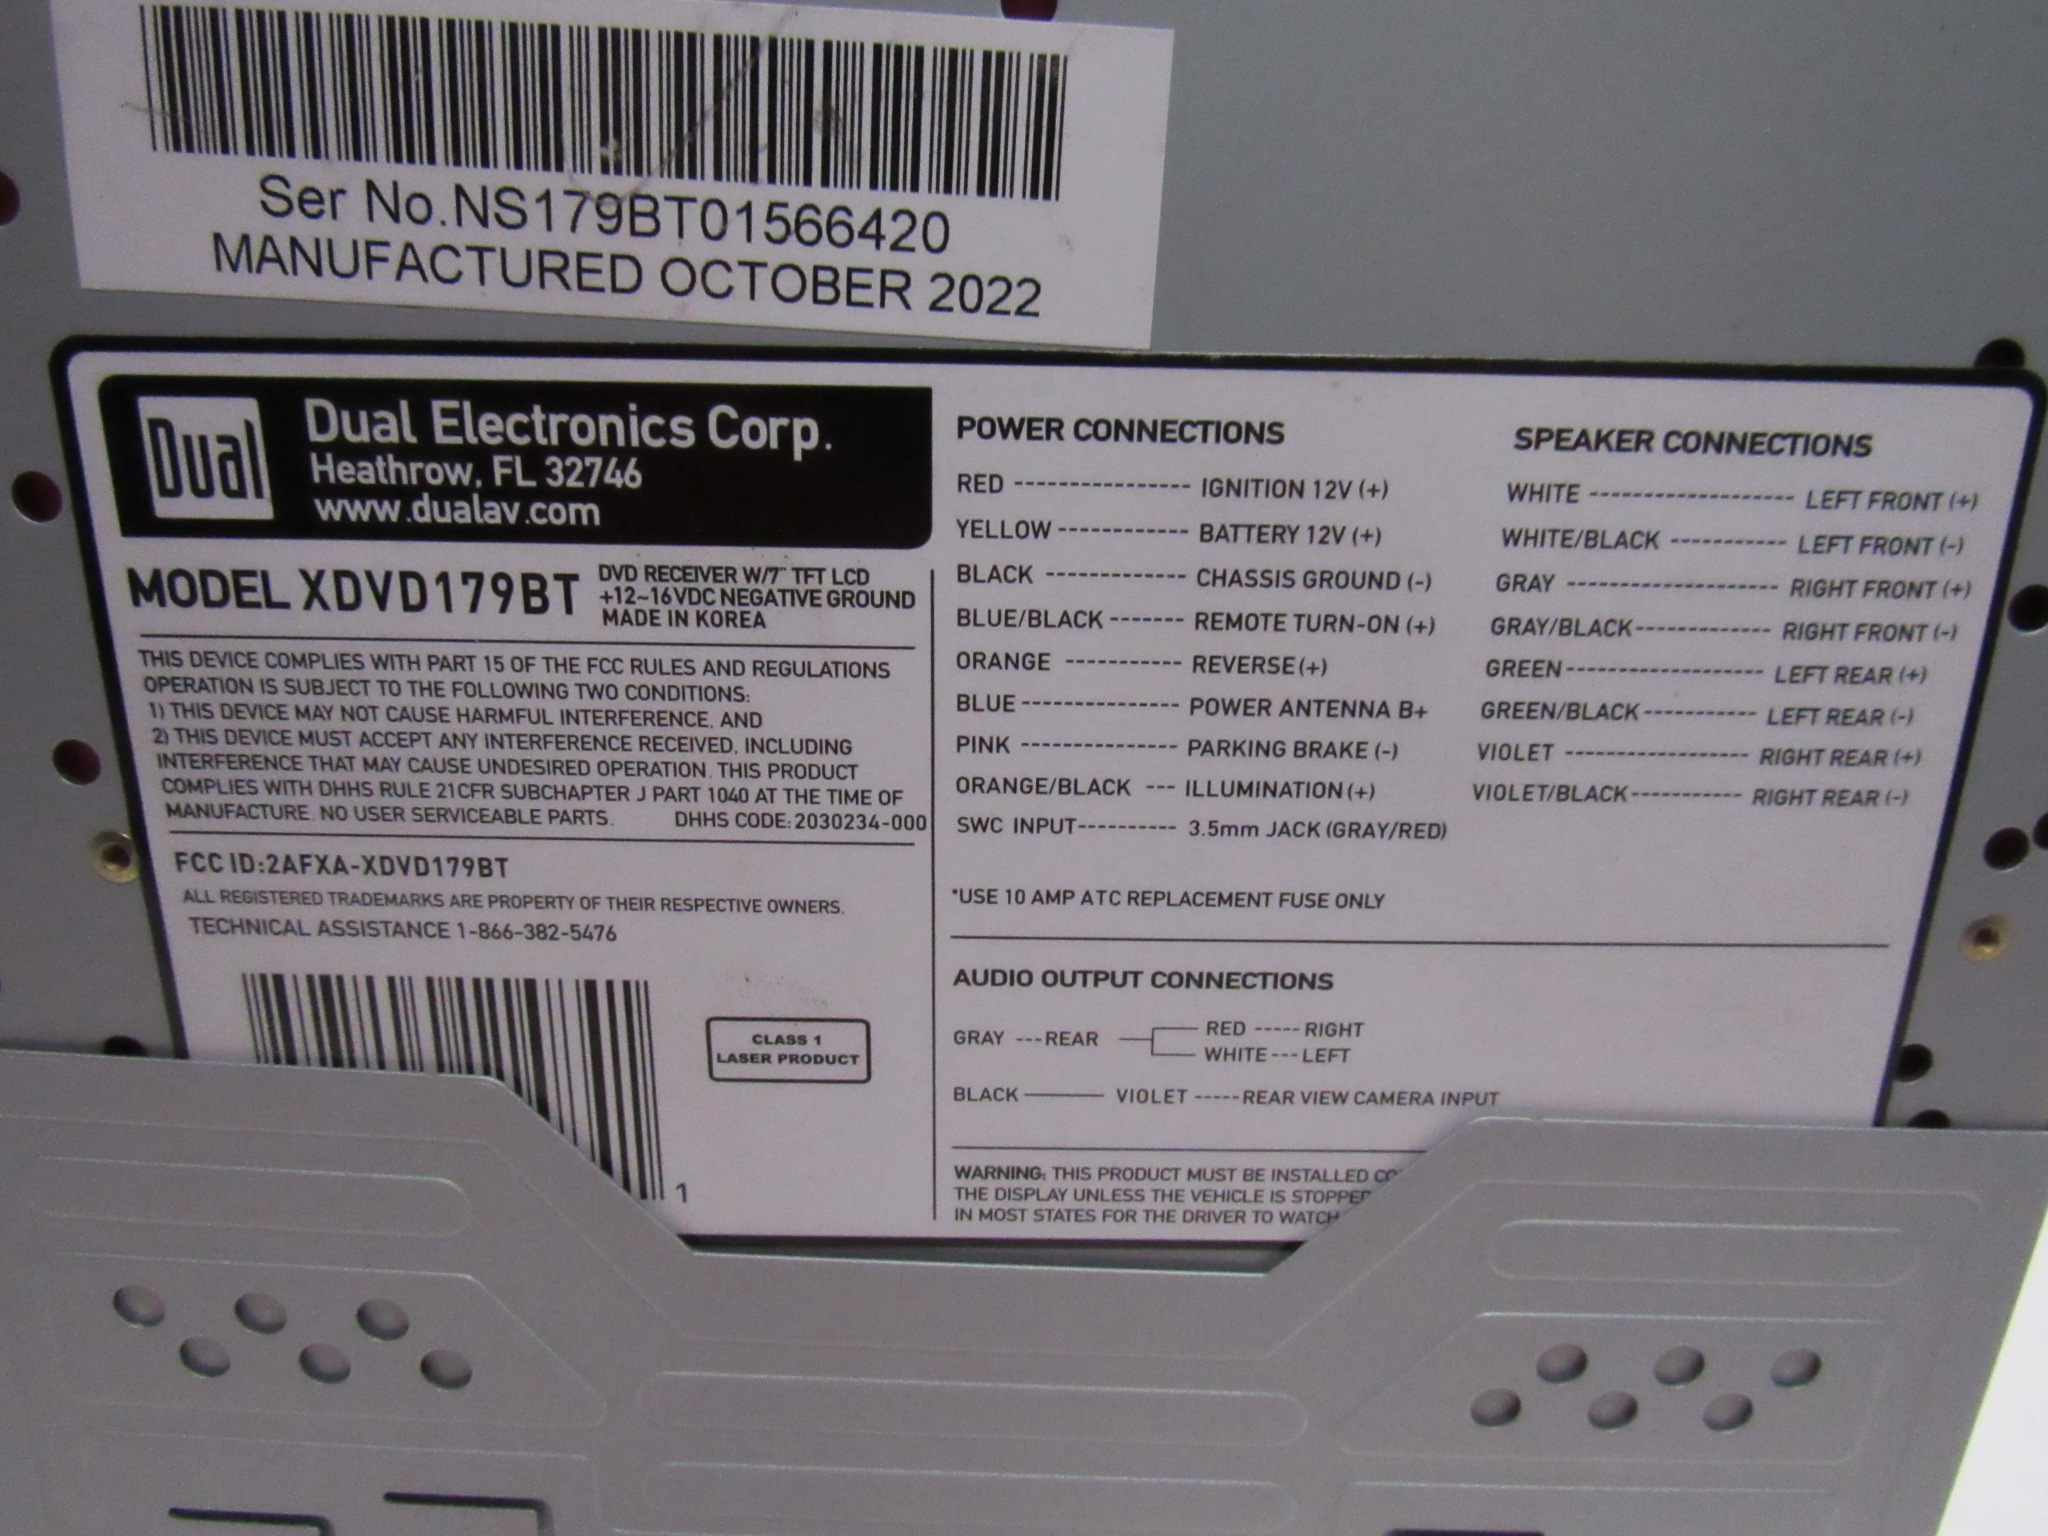 Ser No.NS179BT01566420
MANUFACTURED OCTOBER 2022
Dual
Dual Electronics Corp.
Heathrow, FL 32746
www.dualav.com
MODEL XDVD179BT
DVD RECEIVER W/7" TFT LCD
+12~16VDC NEGATIVE GROUND
MADE IN KOREA
THIS DEVICE COMPLIES WITH PART 15 OF THE FCC RULES AND REGULATIONS
OPERATION IS SUBJECT TO THE FOLLOWING TWO CONDITIONS:
1) THIS DEVICE MAY NOT CAUSE HARMFUL INTERFERENCE, AND
2) THIS DEVICE MUST ACCEPT ANY INTERFERENCE RECEIVED, INCLUDING
INTERFERENCE THAT MAY CAUSE UNDESIRED OPERATION. THIS PRODUCT
COMPLIES WITH DHHS RULE 21CFR SUBCHAPTER J PART 1040 AT THE TIME OF
MANUFACTURE. NO USER SERVICEABLE PARTS. DHHS CODE: 2030234-000
FCC ID:2AFXA-XDVD179BT
ALL REGISTERED TRADEMARKS ARE PROPERTY OF THEIR RESPECTIVE OWNERS.
TECHNICAL ASSISTANCE 1-866-382-5476
CLASS 1
LASER PRODUCT
1
POWER CONNECTIONS
RED ---------------- IGNITION 12V (+)
YELLOW ------------ BATTERY 12V (+)
BLACK ------------- CHASSIS GROUND (-)
BLUE/BLACK ------- REMOTE TURN-ON (+)
ORANGE ----------- REVERSE (+)
BLUE --------------- POWER ANTENNA B+
PINK --------------- PARKING BRAKE (-)
ORANGE/BLACK --- ILLUMINATION (+)
SWC INPUT---------- 3.5mm JACK (GRAY/RED)
*USE 10 AMP ATC REPLACEMENT FUSE ONLY
SPEAKER CONNECTIONS
WHITE ------------------- LEFT FRONT (+)
WHITE/BLACK ----------- LEFT FRONT (-)
GRAY ------------------- RIGHT FRONT (+)
GRAY/BLACK------------- RIGHT FRONT (-)
GREEN------------------- LEFT REAR (+)
GREEN/BLACK----------- LEFT REAR (-)
VIOLET ------------------ RIGHT REAR (+)
VIOLET/BLACK----------- RIGHT REAR (-)
AUDIO OUTPUT CONNECTIONS
GRAY ---REAR
RED ----- RIGHT
WHITE --- LEFT
BLACK ——— VIOLET -----REAR VIEW CAMERA INPUT
WARNING: THIS PRODUCT MUST BE INSTALLED
THE DISPLAY UNLESS THE VEHICLE IS STOPPED
IN MOST STATES FOR THE DRIVER TO WATCH